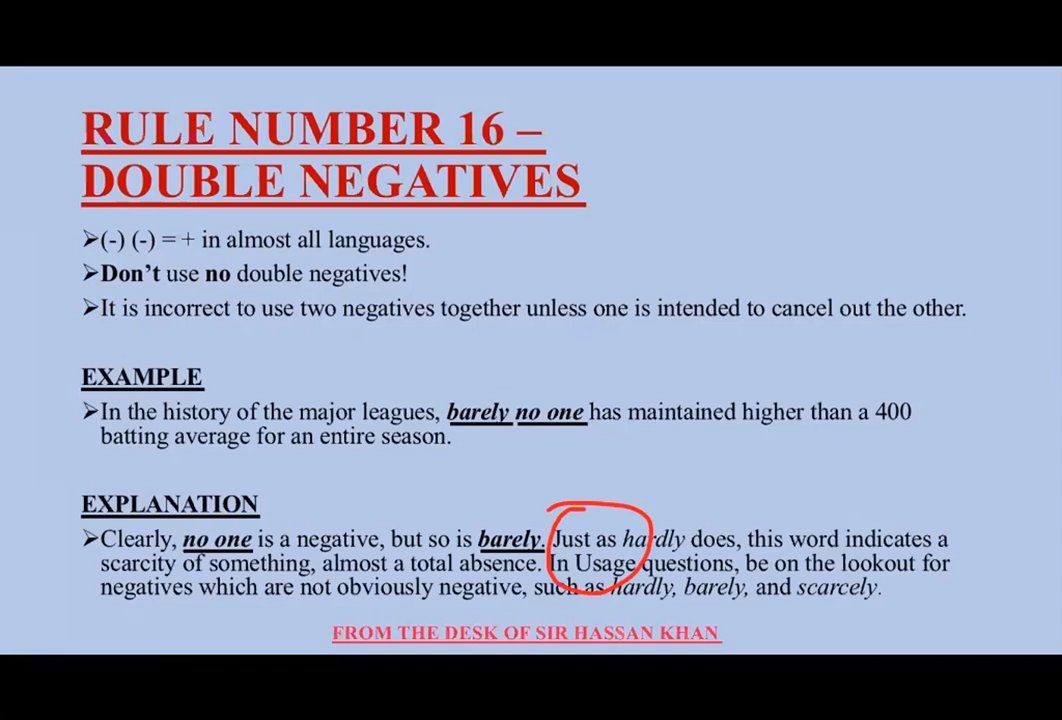 RULE NUMBER 16 –
DOUBLE NEGATIVES
➢(-) (-) = + in almost all languages.
➢Don’t use no double negatives!
➢It is incorrect to use two negatives together unless one is intended to cancel out the other.
EXAMPLE
➢In the history of the major leagues, barely no one has maintained higher than a 400
batting average for an entire season.
EXPLANATION
➢Clearly, no one is a negative, but so is barely. Just as hardly does, this word indicates a
scarcity of something, almost a total absence. In Usage questions, be on the lookout for
negatives which are not obviously negative, such as hardly, barely, and scarcely.
FROM THE DESK OF SIR HASSAN KHAN